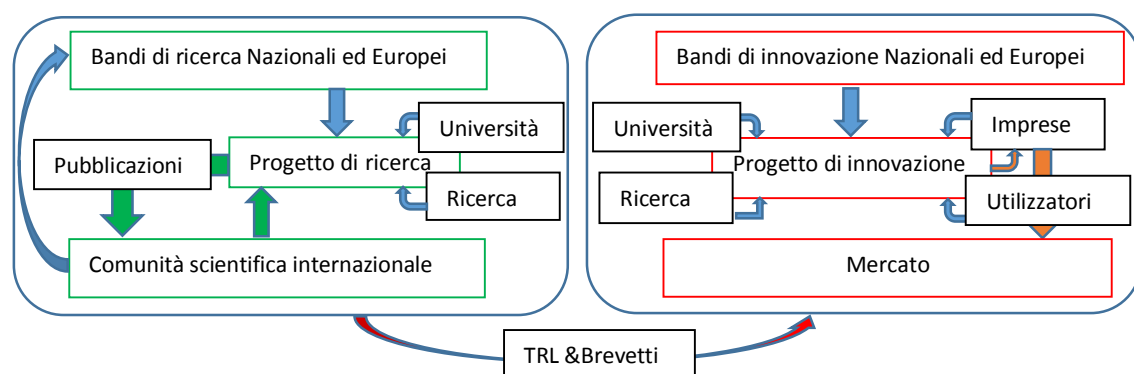 Bandi di ricerca Nazionali ed Europei
Università
Pubblicazioni
Progetto di ricerca
Ricerca
Comunità scientifica internazionale
Bandi di innovazione Nazionali ed Europei
Università
Imprese
Progetto di innovazione
Ricerca
Utilizzatori
Mercato
TRL &Brevetti